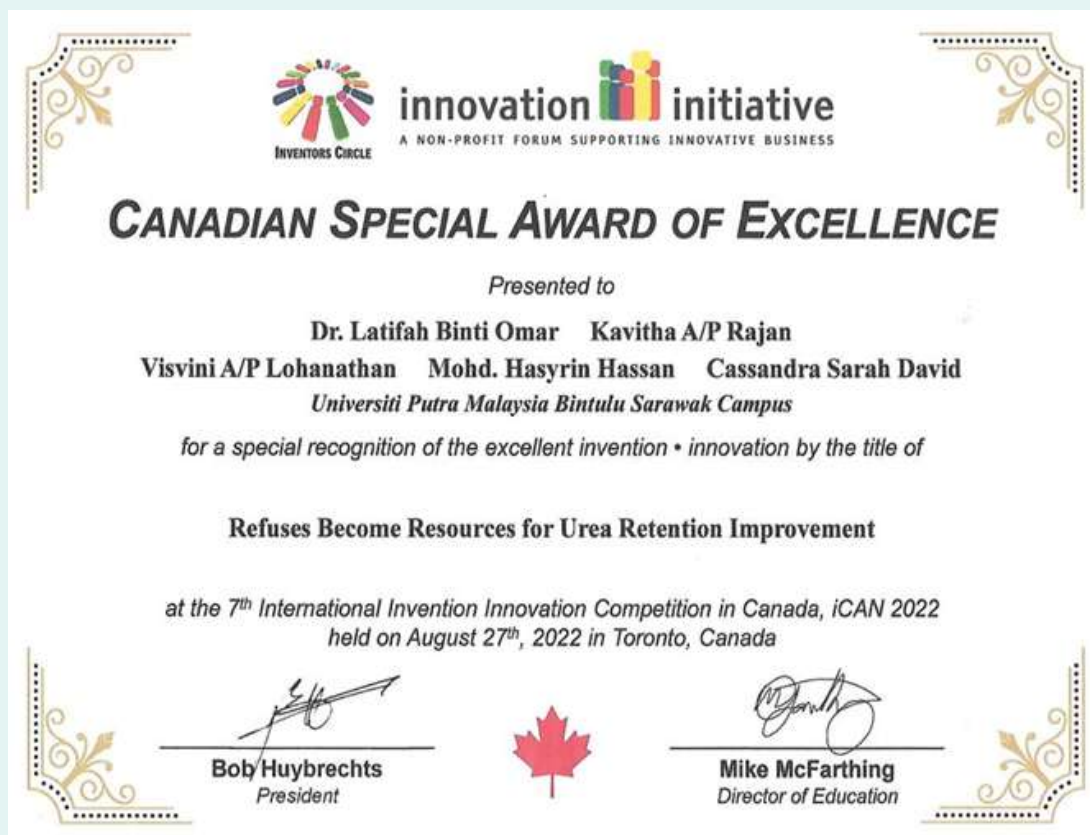 INVENTORS CIRCLE
innovation initiative
A NON-PROFIT FORUM SUPPORTING INNOVATIVE BUSINESS
CANADIAN SPECIAL AWARD OF EXCELLENCE
Presented to
Dr. Latifah Binti Omar Kavitha A/P Rajan
Visvini A/P Lohanathan Mohd. Hasyrin Hassan Cassandra Sarah David
Universiti Putra Malaysia Bintulu Sarawak Campus
for a special recognition of the excellent invention • innovation by the title of
Refuses Become Resources for Urea Retention Improvement
at the 7th International Invention Innovation Competition in Canada, iCAN 2022
held on August 27th, 2022 in Toronto, Canada
Bob Huybrechts
President
Mike McFarthing
Director of Education